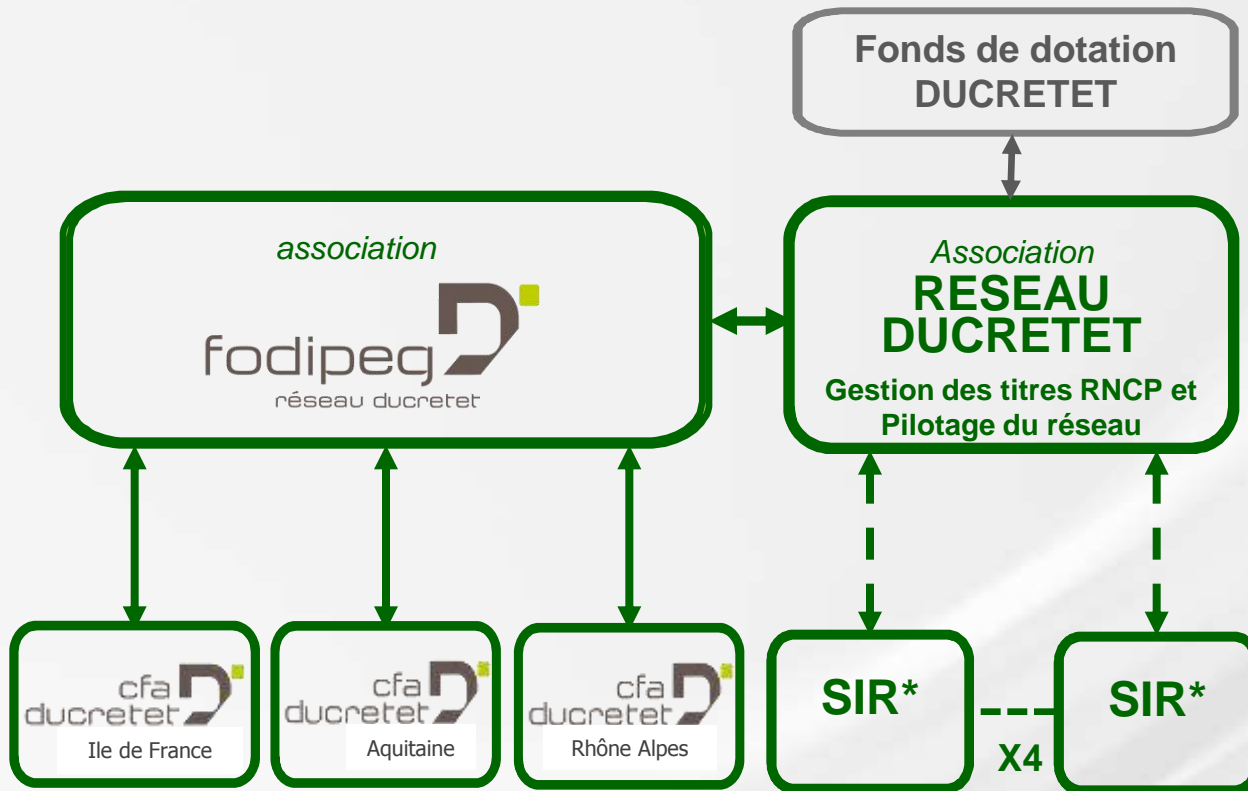 Fonds de dotation
DUCRETET
association
fodipeg
réseau ducretet
Association
RESEAU
DUCRETET
Gestion des titres RNCP et
Pilotage du réseau
cfa
ducretet
Ile de France
cfa
ducretet
Aquitaine
cfa
ducretet
Rhône Alpes
SIR*
X4
SIR*